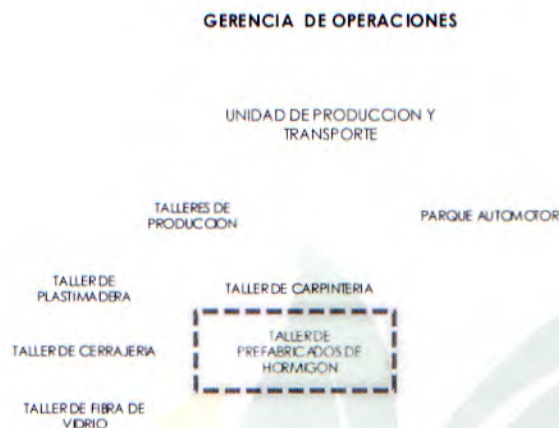 GERENCIA DE OPERACIONES
UNIDAD DE PRODUCCION Y
TRANSPORTE
TALLERES DE
PRODUCCION
PARQUE AUTOMOTOR
TALLER DE
PLASTIMADERA
TALLER DE CARPINTERIA
TALLER DE CERRAJERIA
TALLER DE
PREFABRICADOS DE
HORMIGON
TALLER DE FIBRA DE
VIDRIO